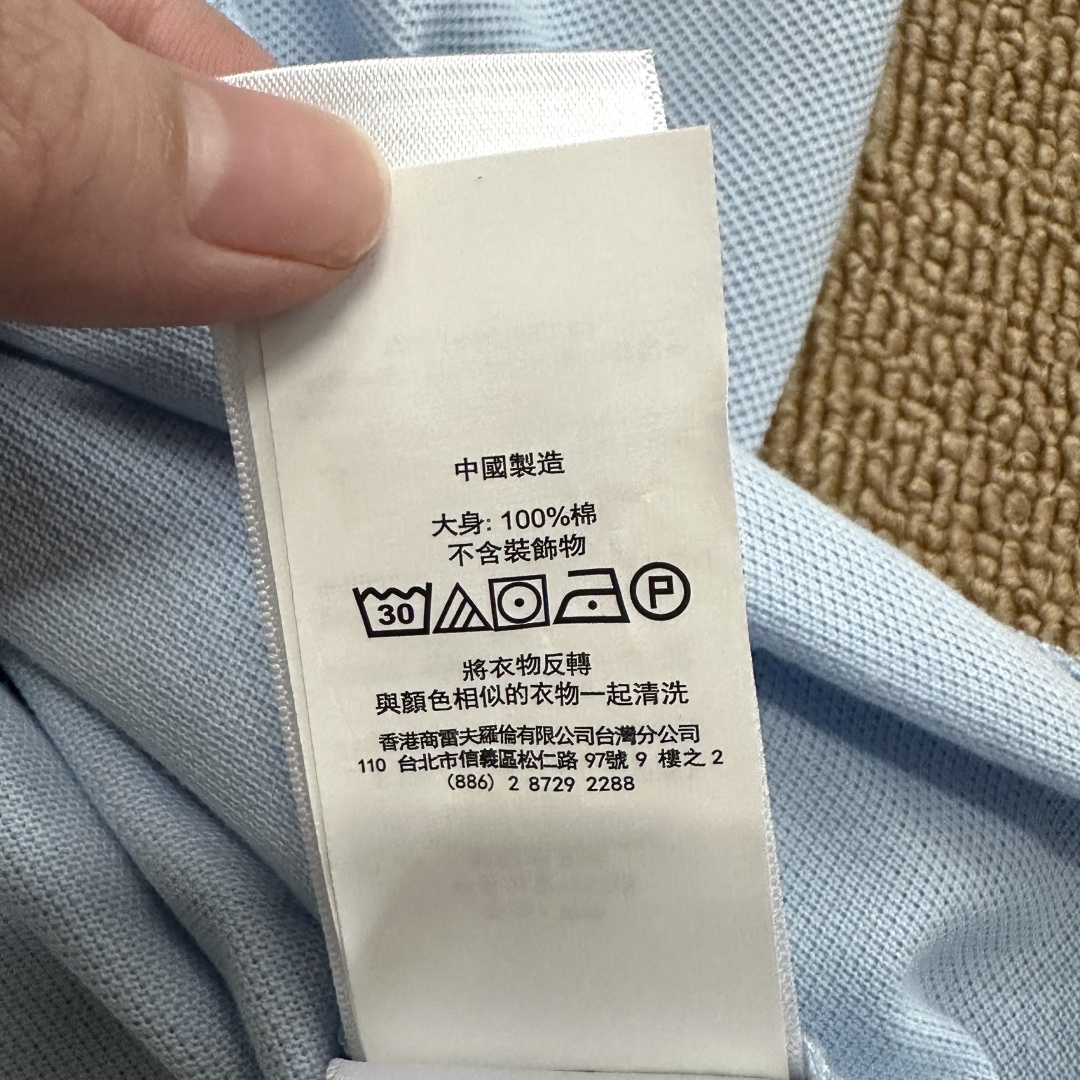 中國製造
大身: 100%棉
不含裝飾物
30 P
將衣物反轉
與顏色相似的衣物一起清洗
香港商雷夫羅倫有限公司台灣分公司
110 台北市信義區松仁路 97號 9 樓之 2
(886) 2 8729 2288